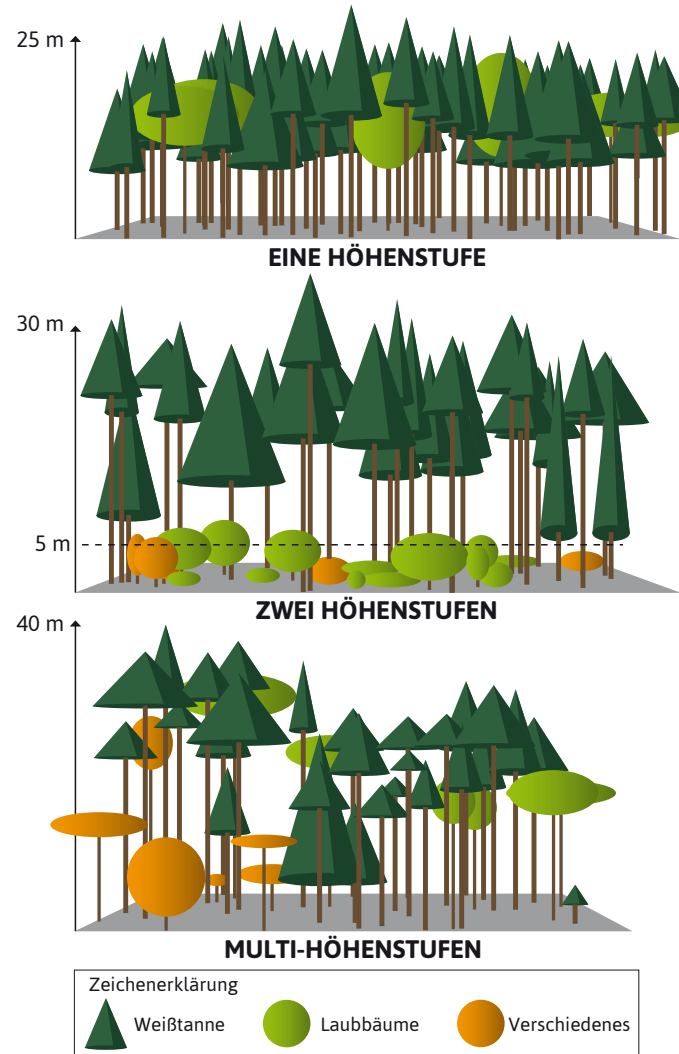 25 m
EINE HÖHENSTUFE
30 m
5 m
ZWEI HÖHENSTUFEN
40 m
MULTI-HÖHENSTUFEN
Zeichenerklärung
Weißtanne
Laubbäume
Verschiedenes